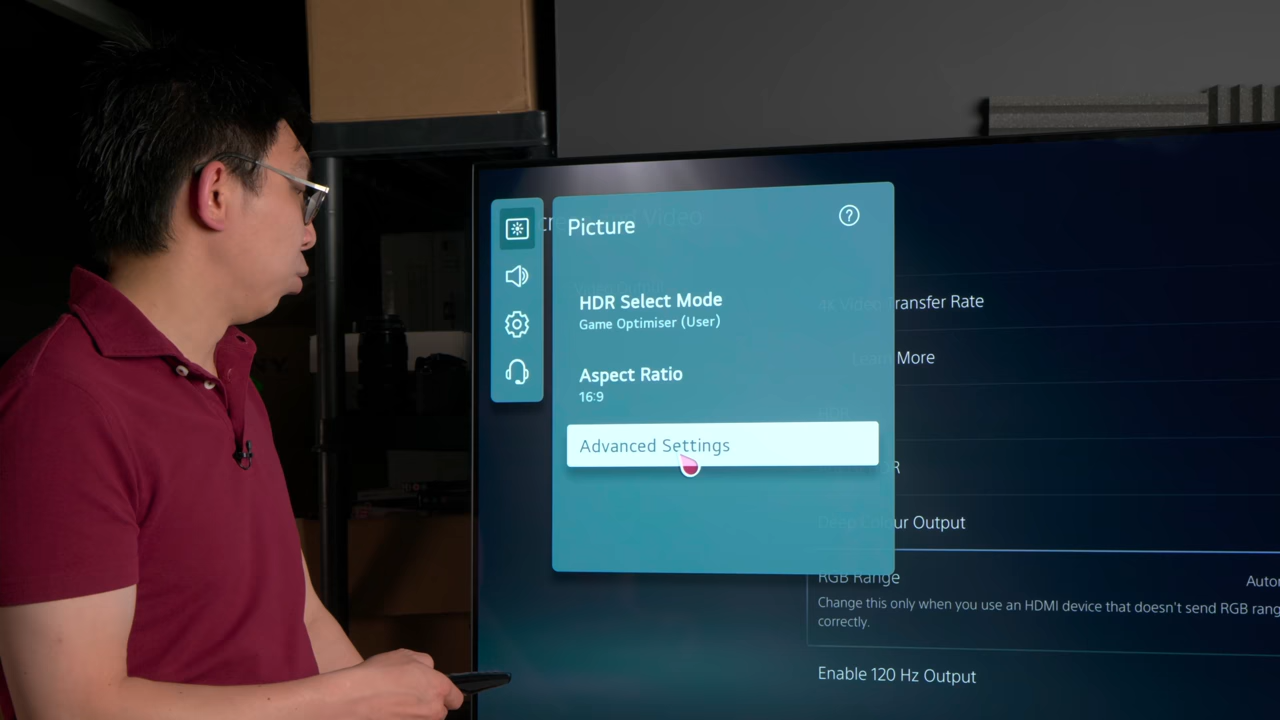 Picture
HDR Select Mode
Game Optimiser (User)
Aspect Ratio
16:9
Advanced Settings
Video
4K Video Transfer Rate
Learn More
HDR
Deep Colour Output
RGB Range
Change this only when you use an HDMI device that doesn't send RGB
correctly.
Enable 120 Hz Output